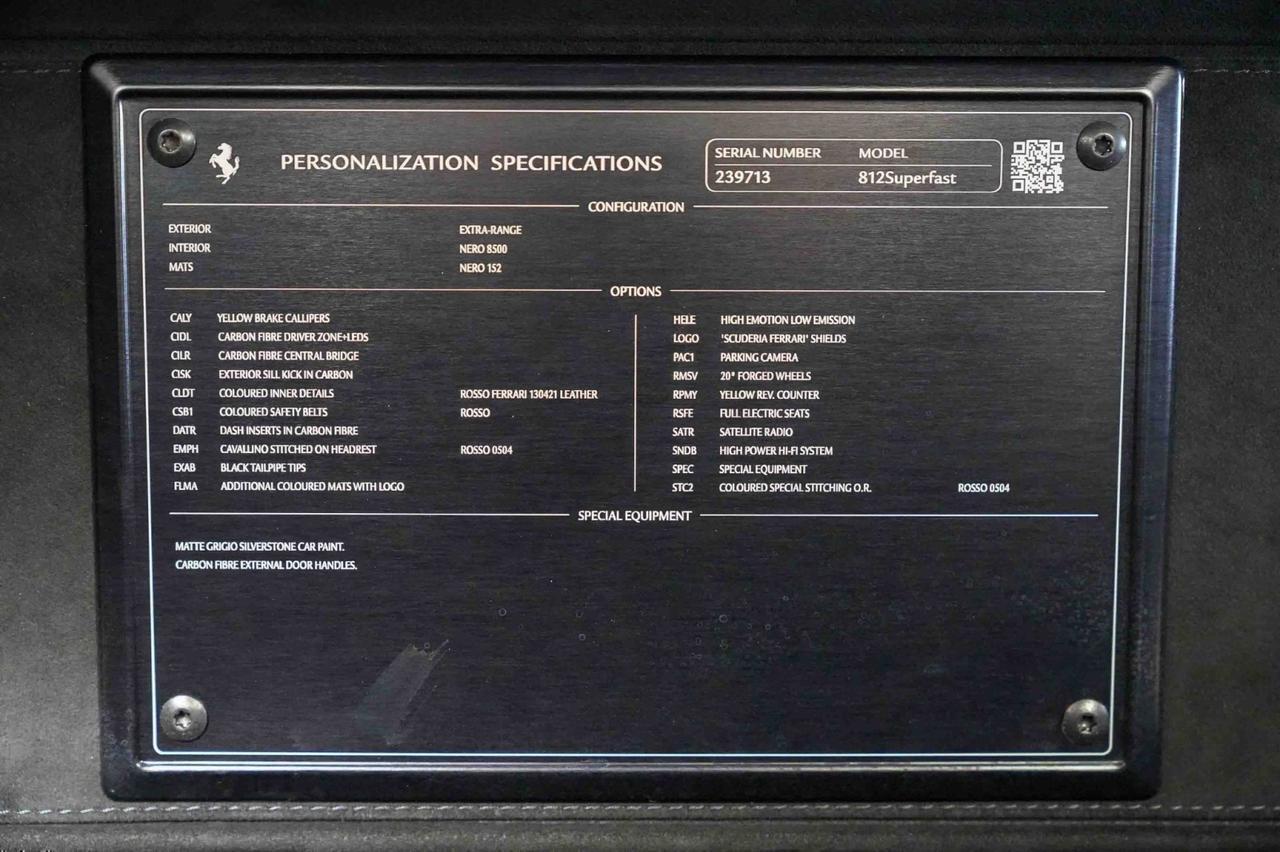 PERSONALIZATION SPECIFICATIONS
SERIAL NUMBER MODEL
239713 812Superfast
CONFIGURATION
EXTERIOR EXTRA-RANGE
INTERIOR NERO 8500
MATS NERO 152
OPTIONS
CALY YELLOW BRAKE CALLIPERS
CIDL CARBON FIBRE DRIVER ZONE+LEDS
CILR CARBON FIBRE CENTRAL BRIDGE
CISK EXTERIOR SILL KICK IN CARBON
CLDT COLOURED INNER DETAILS ROSSO FERRARI 130421 LEATHER
CSB1 COLOURED SAFETY BELTS ROSSO
DATR DASH INSERTS IN CARBON FIBRE
EMPH CAVALLINO STITCHED ON HEADREST ROSSO 0504
EXAB BLACK TAILPIPE TIPS
FLMA ADDITIONAL COLOURED MATS WITH LOGO
HELE HIGH EMOTION LOW EMISSION
LOGO 'SCUDERIA FERRARI' SHIELDS
PAC1 PARKING CAMERA
RMSV 20" FORGED WHEELS
RPMY YELLOW REV. COUNTER
RSFE FULL ELECTRIC SEATS
SATR SATELLITE RADIO
SNDB HIGH POWER HI-FI SYSTEM
SPEC SPECIAL EQUIPMENT
STC2 COLOURED SPECIAL STITCHING O.R. ROSSO 0504
SPECIAL EQUIPMENT
MATTE GRIGIO SILVERSTONE CAR PAINT.
CARBON FIBRE EXTERNAL DOOR HANDLES.